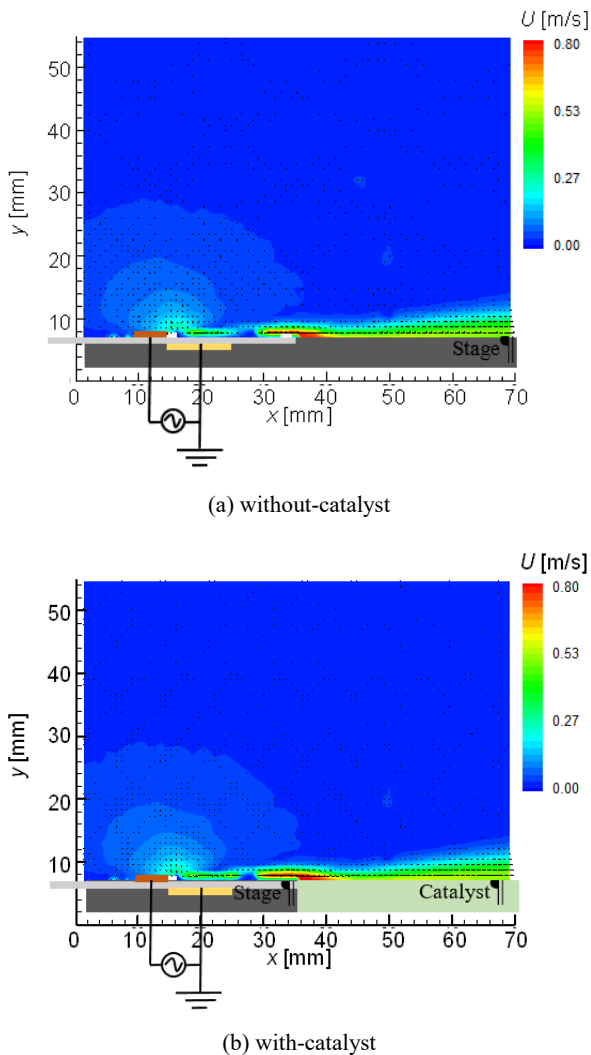 U [m/s]
0.80
0.53
0.27
0.00
y [mm]
50
40
30
20
10
Stage
0 10 20 30 40 50 60 70
x [mm]
(a) without-catalyst
U [m/s]
0.80
0.53
0.27
0.00
y [mm]
50
40
30
20
10
Stage
Catalyst
0 10 20 30 40 50 60 70
x [mm]
(b) with-catalyst